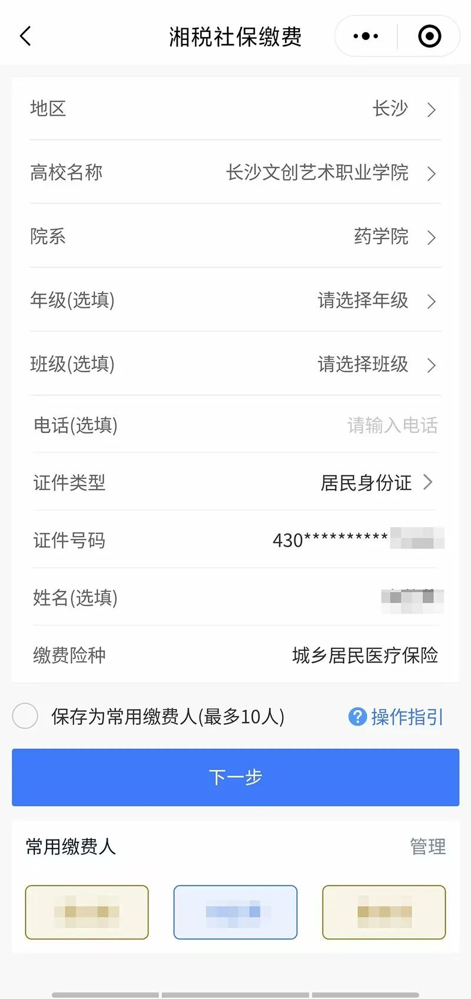 湘税社保缴费
地区 长沙
高校名称 长沙文创艺术职业学院
院系 药学院
年级(选填) 请选择年级
班级(选填) 请选择班级
电话(选填) 请输入电话
证件类型 居民身份证
证件号码 430**********
姓名(选填)
缴费险种 城乡居民医疗保险
保存为常用缴费人(最多10人) ?操作指引
下一步
常用缴费人 管理